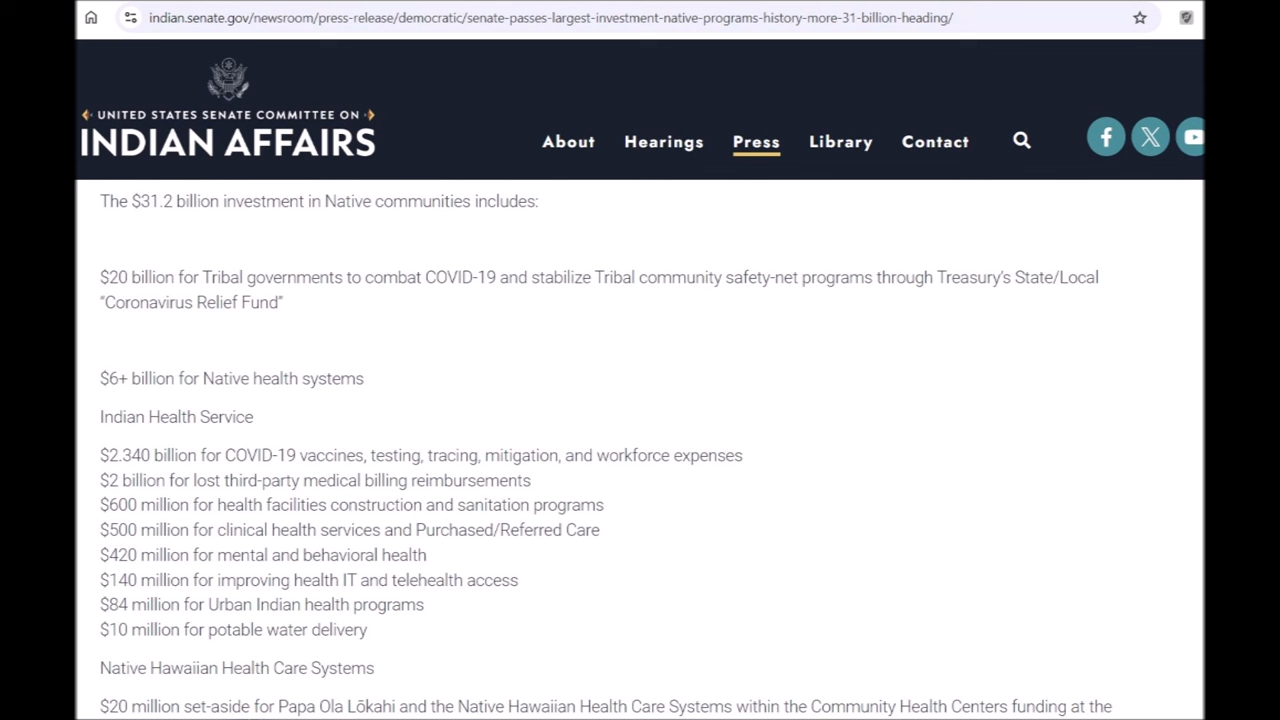 indian.senate.gov/newsroom/press-release/democratic/senate-passes-largest-investment-native-programs-history-more-31-billion-heading/
UNITED STATES SENATE COMMITTEE ON
INDIAN AFFAIRS
About Hearings Press Library Contact
The $31.2 billion investment in Native communities includes:
$20 billion for Tribal governments to combat COVID-19 and stabilize Tribal community safety-net programs through Treasury's State/Local
“Coronavirus Relief Fund”
$6+ billion for Native health systems
Indian Health Service
$2.340 billion for COVID-19 vaccines, testing, tracing, mitigation, and workforce expenses
$2 billion for lost third-party medical billing reimbursements
$600 million for health facilities construction and sanitation programs
$500 million for clinical health services and Purchased/Referred Care
$420 million for mental and behavioral health
$140 million for improving health IT and telehealth access
$84 million for Urban Indian health programs
$10 million for potable water delivery
Native Hawaiian Health Care Systems
$20 million set-aside for Papa Ola Lōkahi and the Native Hawaiian Health Care Systems within the Community Health Centers funding at the